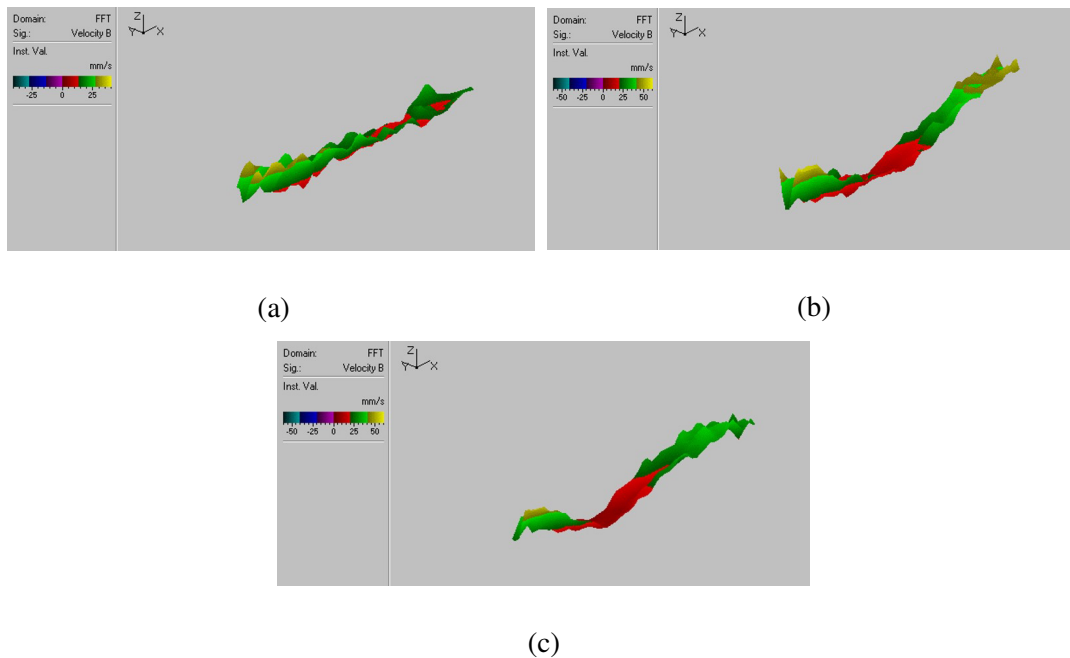 Domain: FFT
Sig.: Velocity B
Inst. Val.
mm/s
-25 0 25
Z
Y X
(a)
Domain: FFT
Sig.: Velocity B
Inst. Val.
mm/s
-50 -25 0 25 50
Z
Y X
(b)
Domain: FFT
Sig.: Velocity B
Inst. Val.
mm/s
-50 -25 0 25 50
Z
Y X
(c)